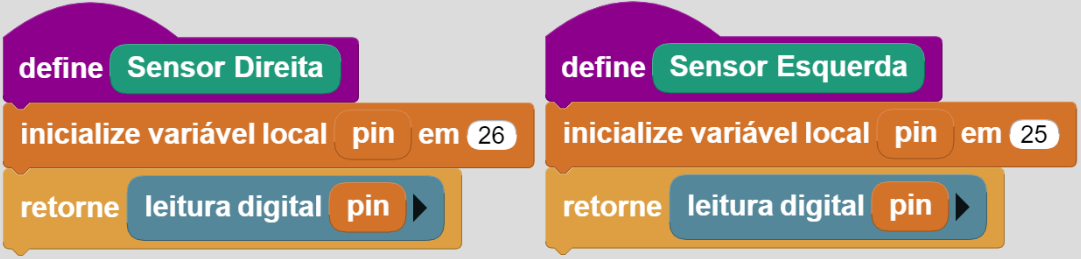 define Sensor Direita
inicialize variável local pin em 26
retorne leitura digital pin
define Sensor Esquerda
inicialize variável local pin em 25
retorne leitura digital pin